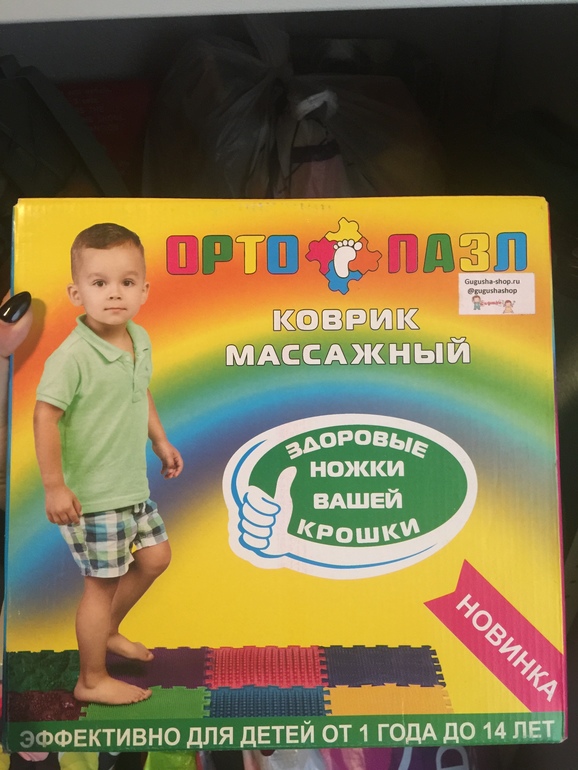 ОРТО ПАЗЛ
Gugusha-shop.ru
@gugushashop
КОВРИК
МАССАЖНЫЙ
ЗДОРОВЫЕ
НОЖКИ
ВАШЕЙ
КРОШКИ
НОВИНКА
ЭФФЕКТИВНО ДЛЯ ДЕТЕЙ ОТ 1 ГОДА ДО 14 ЛЕТ